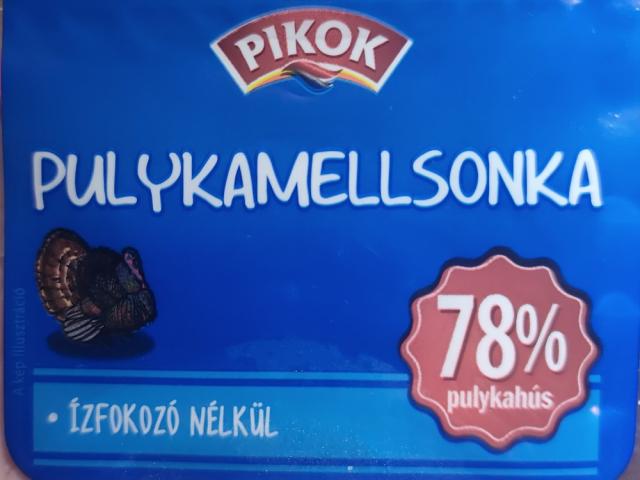 PIKOK
PULYKAMELLSONKA
78%
pulykahús
A kép illusztráció
• ÍZFOKOZÓ NÉLKÜL